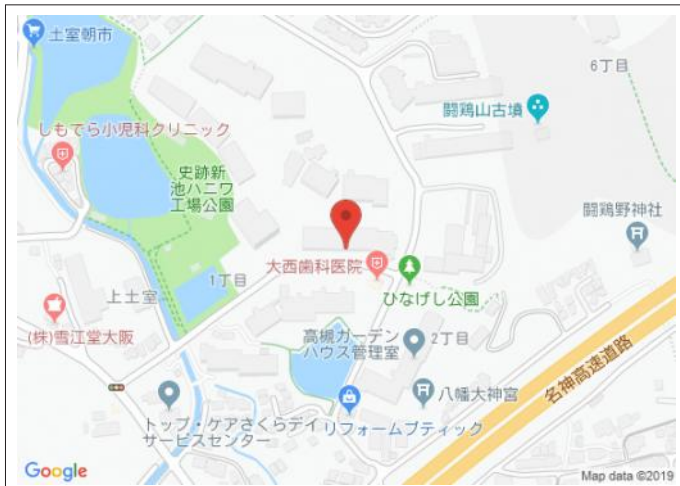 土室朝市
6丁目
闘鶏山古墳
しもてら小児科クリニック
史跡新
池ハニワ
工場公園
闘鶏野神社
大西歯科医院
1丁目
ひなげし公園
上土室
(株)雪江堂大阪
高槻ガーデン
ハウス管理室
2丁目
名神高速道路
八幡大神宮
トップ・ケアさくらデイ
サービスセンター
リフォームブティック
Google
Map data ©2019